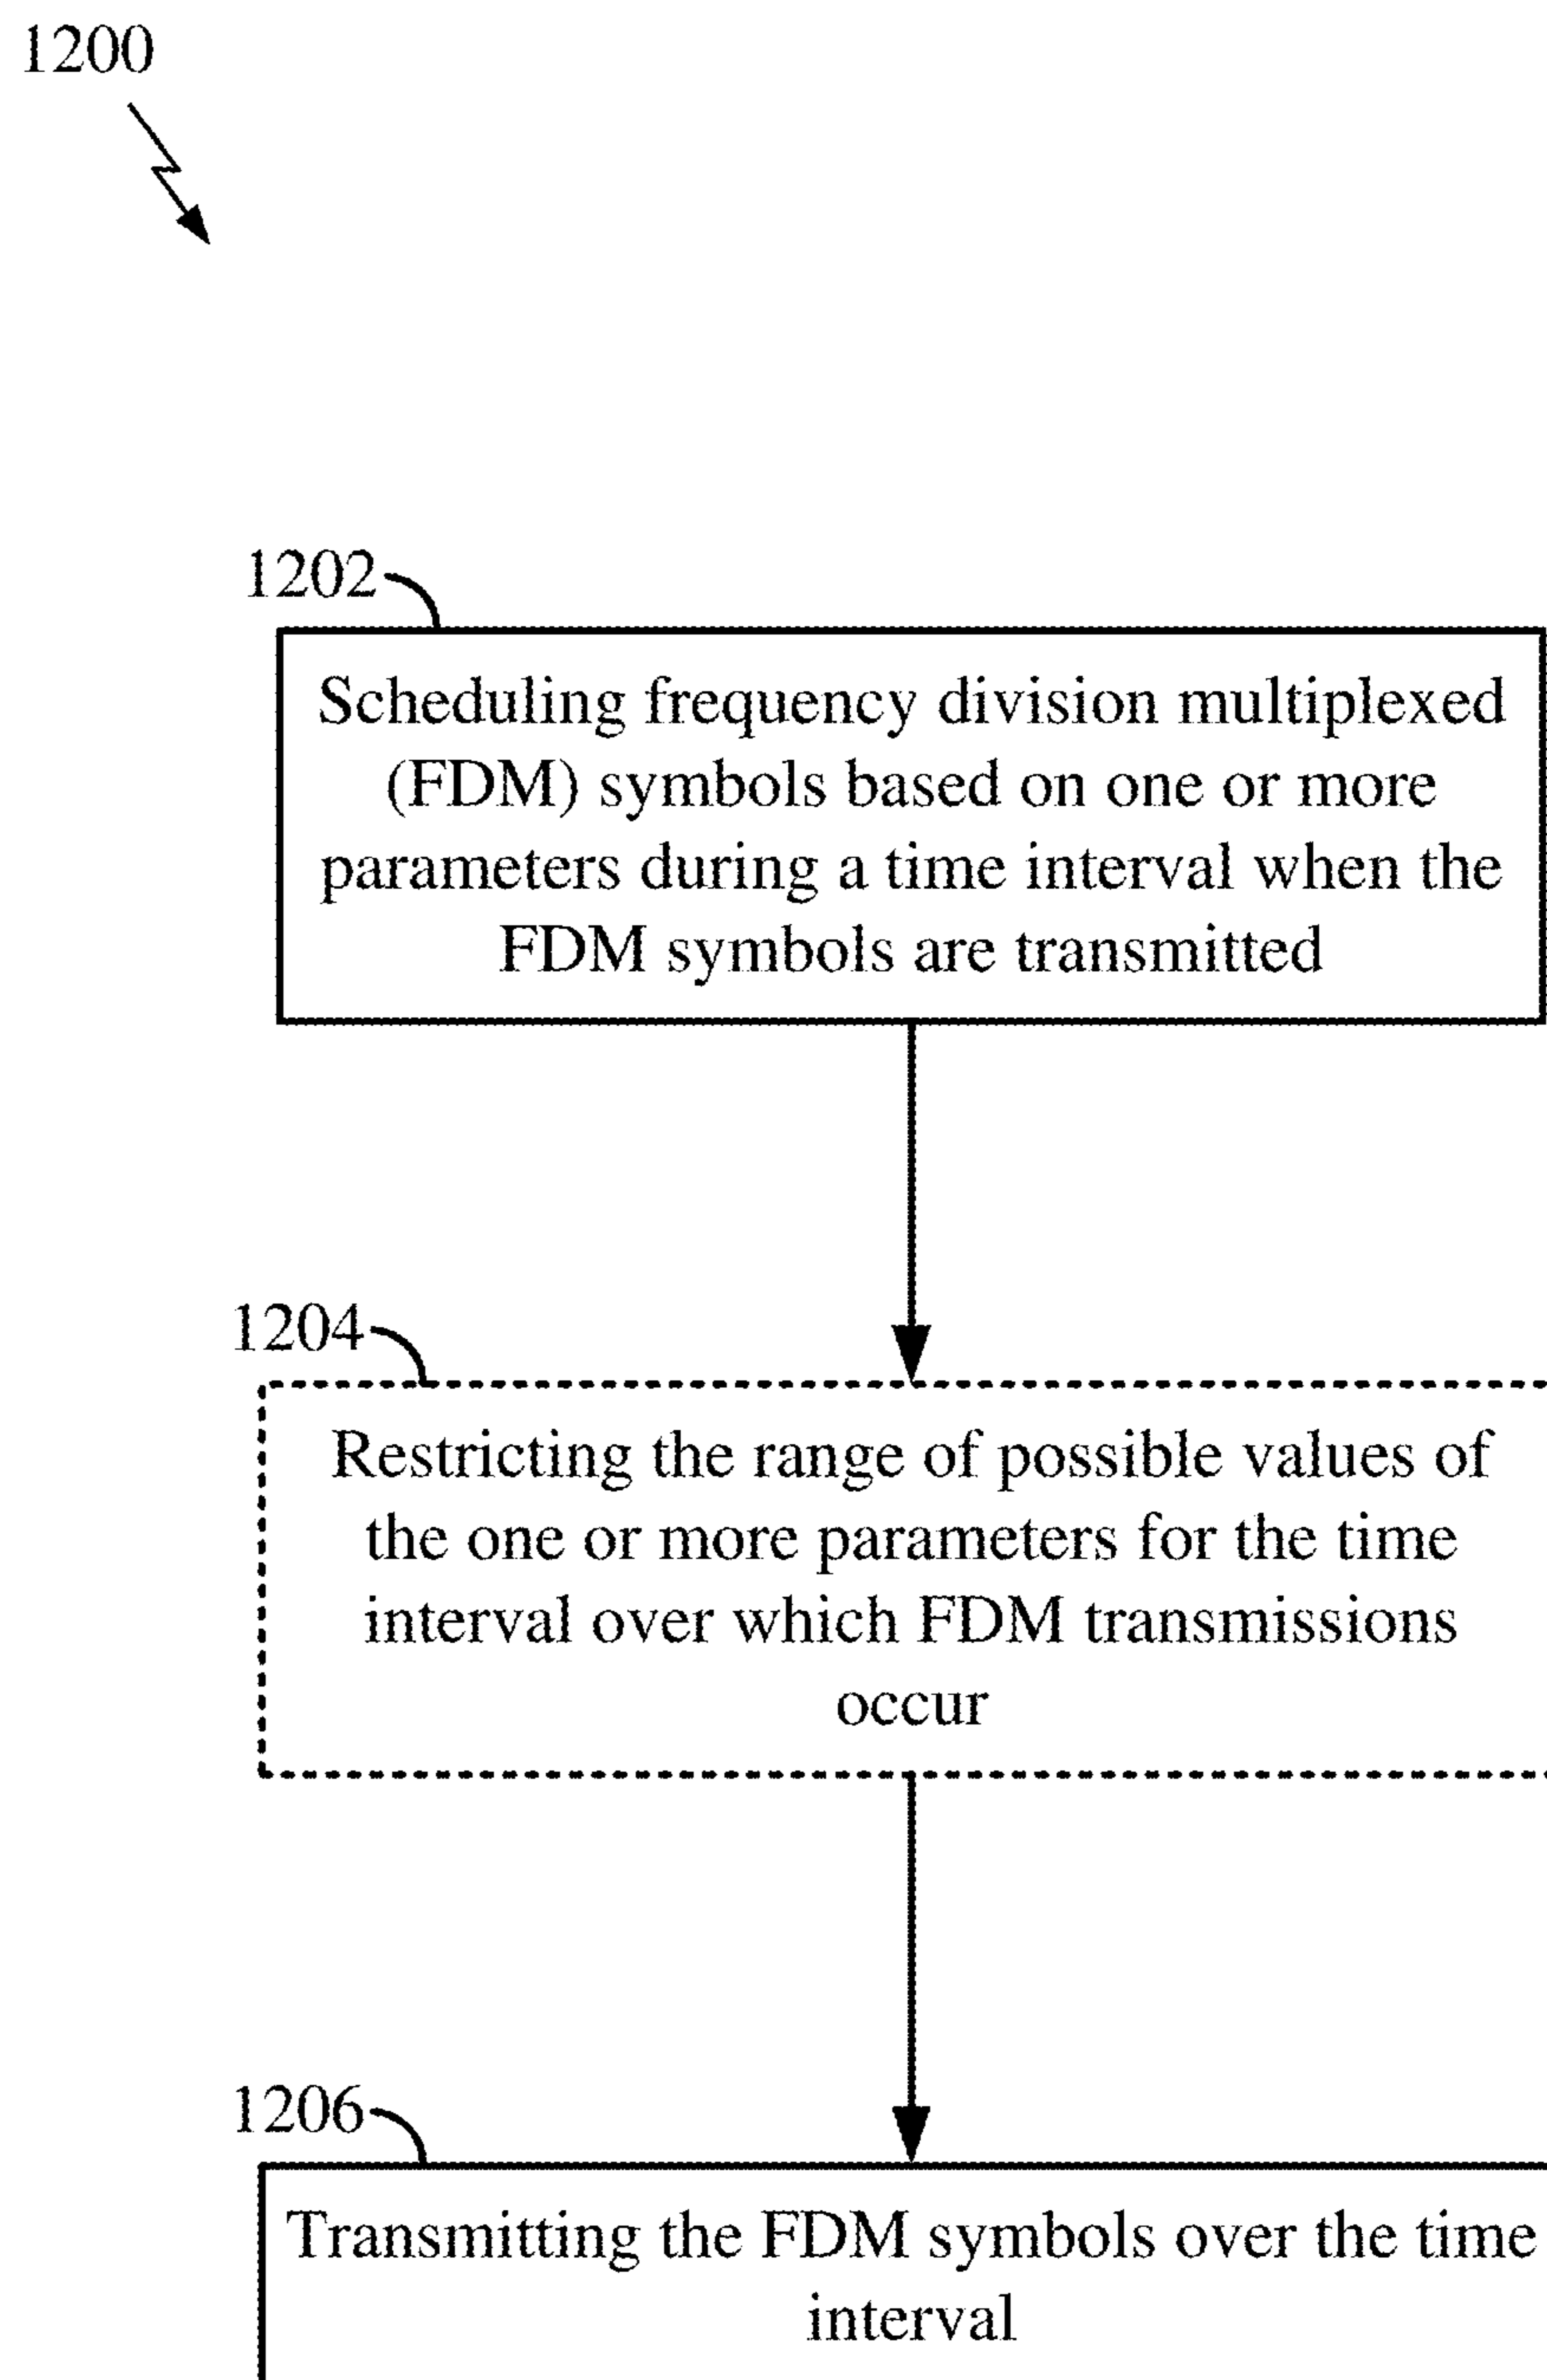 1200
1202
Scheduling frequency division multiplexed
(FDM) symbols based on one or more
parameters during a time interval when the
FDM symbols are transmitted
1204
Restricting the range of possible values of
the one or more parameters for the time
interval over which FDM transmissions
occur
1206
Transmitting the FDM symbols over the time
interval